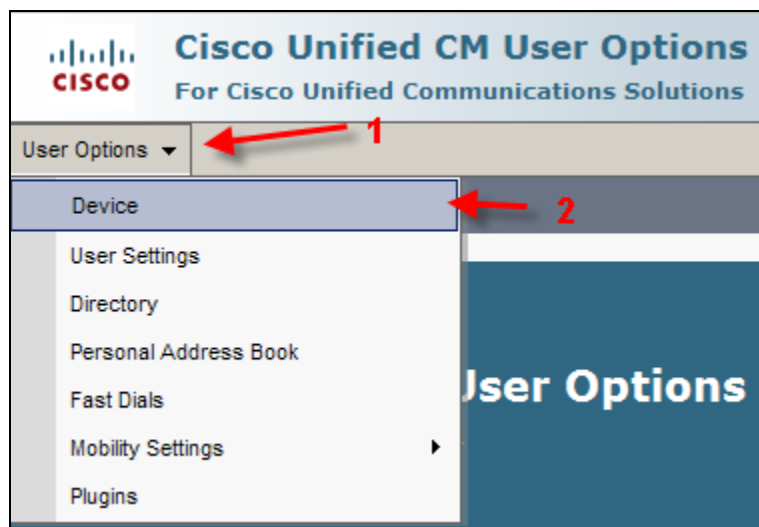 Cisco Unified CM User Options
CISCO
For Cisco Unified Communications Solutions
User Options
1
Device
2
User Settings
Directory
Personal Address Book
Fast Dials
User Options
Mobility Settings
Plugins